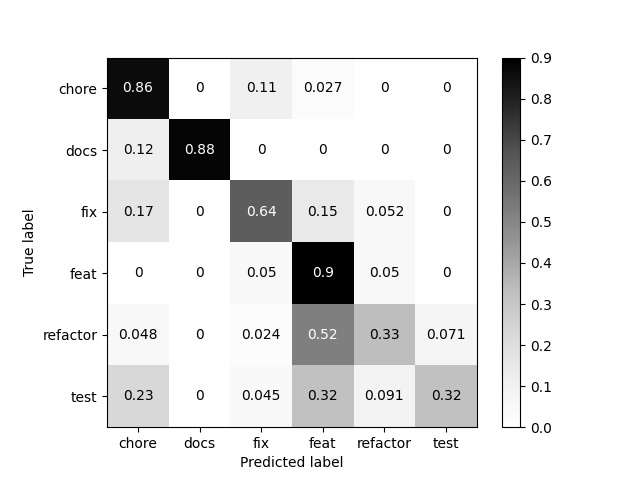 chore 0.86 0 0.11 0.027 0 0
docs 0.12 0.88 0 0 0 0
fix 0.17 0 0.64 0.15 0.052 0
feat 0 0 0.05 0.9 0.05 0
refactor 0.048 0 0.024 0.52 0.33 0.071
test 0.23 0 0.045 0.32 0.091 0.32
chore docs fix feat refactor test
Predicted label
True label
0.9
0.8
0.7
0.6
0.5
0.4
0.3
0.2
0.1
0.0